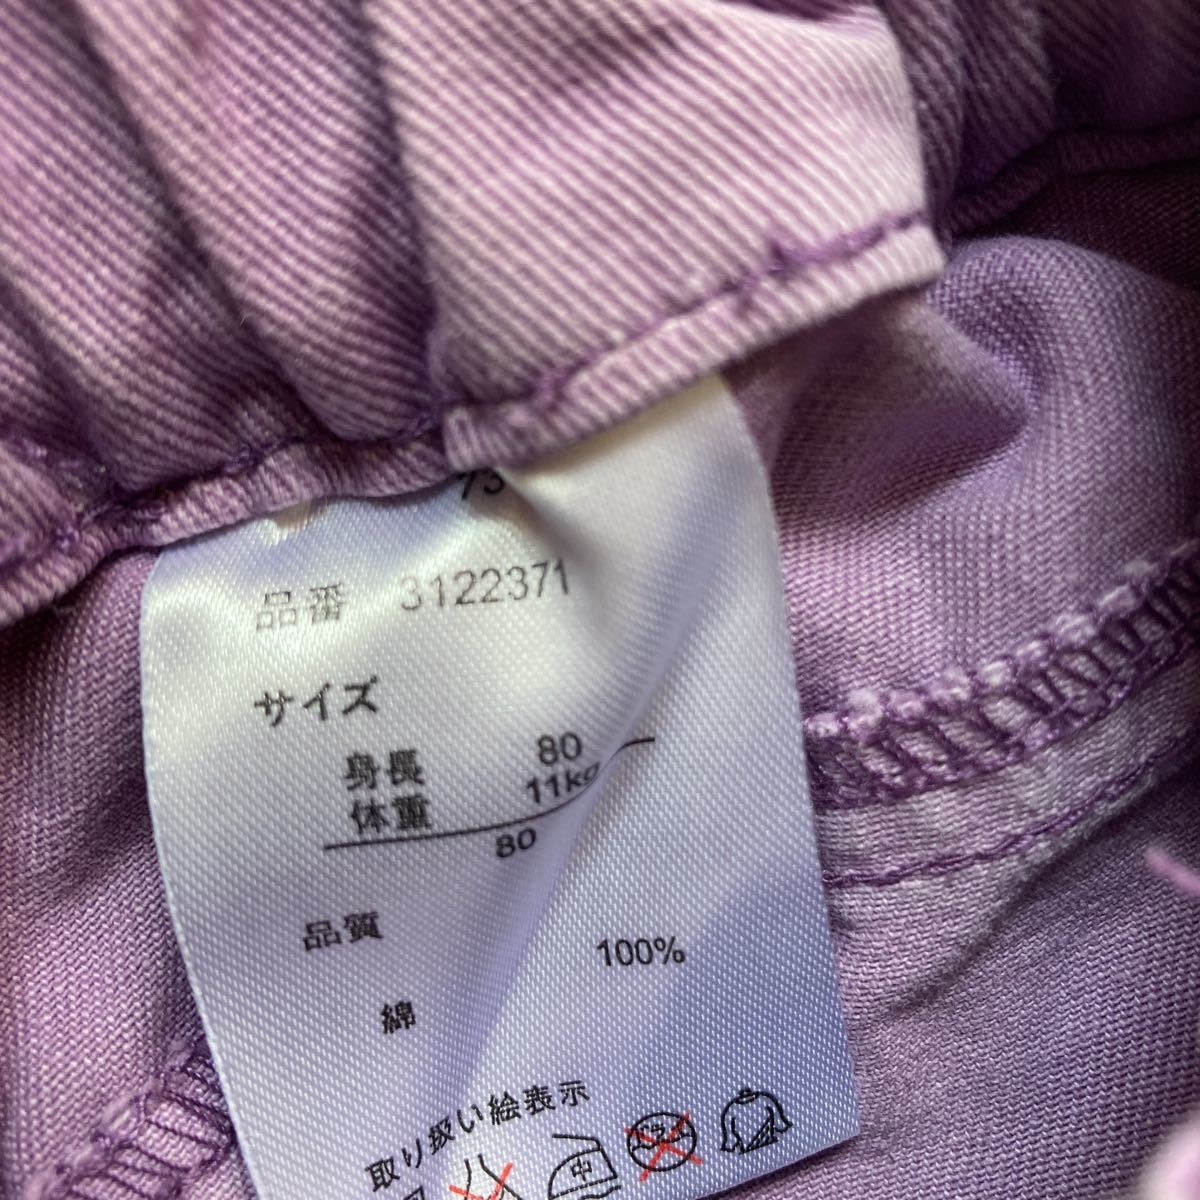 73
品番 3122371
サイズ
身長 80
体重 11kg
80
品質
綿 100%
取り扱い絵表示
中